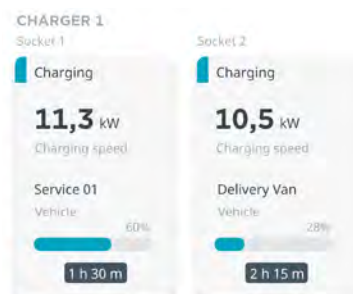 CHARGER 1
Socket 1
Charging
11,3 kW
Charging speed
Service 01
Vehicle
60%
1 h 30 m
Socket 2
Charging
10,5 kW
Charging speed
Delivery Van
Vehicle
28%
2 h 15 m